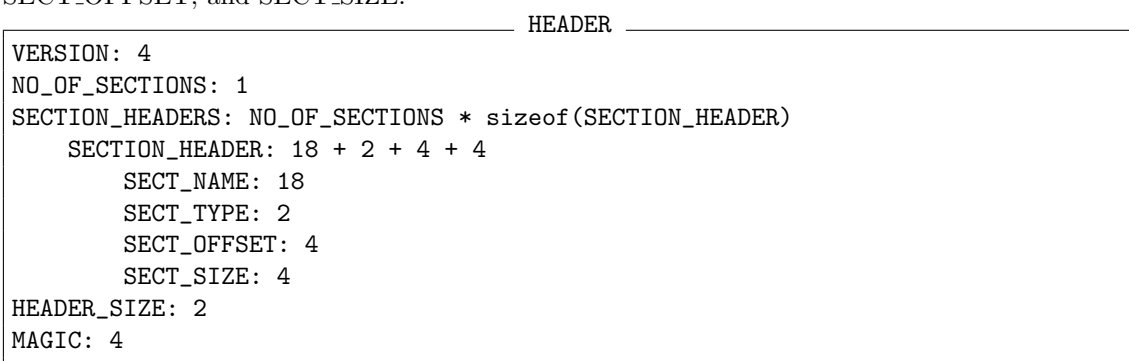 SECT_OFFSET, and SECT_SIZE.
HEADER
VERSION: 4
NO_OF_SECTIONS: 1
SECTION_HEADERS: NO_OF_SECTIONS * sizeof(SECTION_HEADER)
SECTION_HEADER: 18 + 2 + 4 + 4
SECT_NAME: 18
SECT_TYPE: 2
SECT_OFFSET: 4
SECT_SIZE: 4
HEADER_SIZE: 2
MAGIC: 4